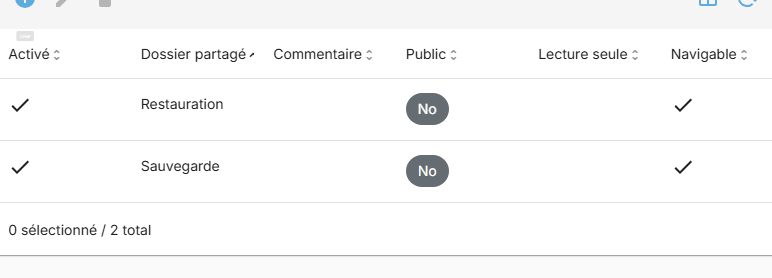 Activé Dossier partagé Commentaire Public Lecture seule Navigable
Restauration No
Sauvegarde No
0 sélectionné / 2 total